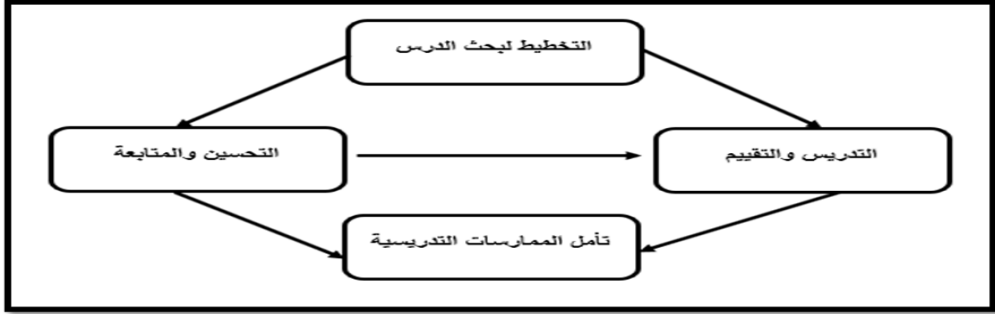 التخطيط لبحث الدرس
التدريس والتقييم
التحسين والمتابعة
تأمل الممارسات التدريسية